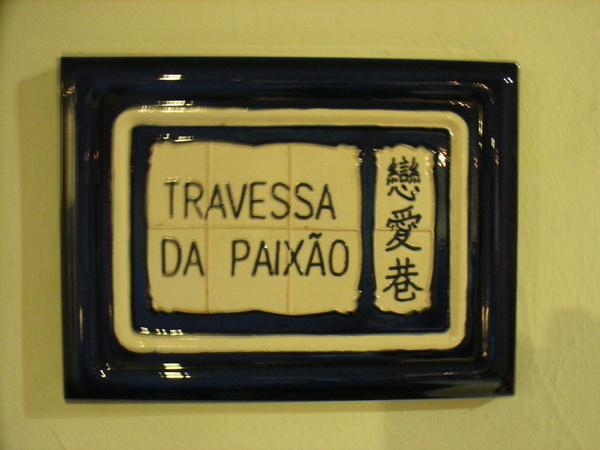 TRAVESSA
DA PAIXÃO
戀愛巷